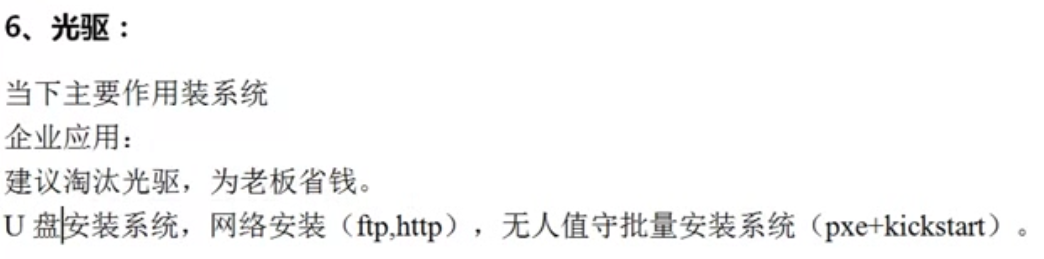 6、光驱：
当下主要作用装系统
企业应用：
建议淘汰光驱，为老板省钱。
U 盘安装系统，网络安装（ftp,http），无人值守批量安装系统（pxe+kickstart）。